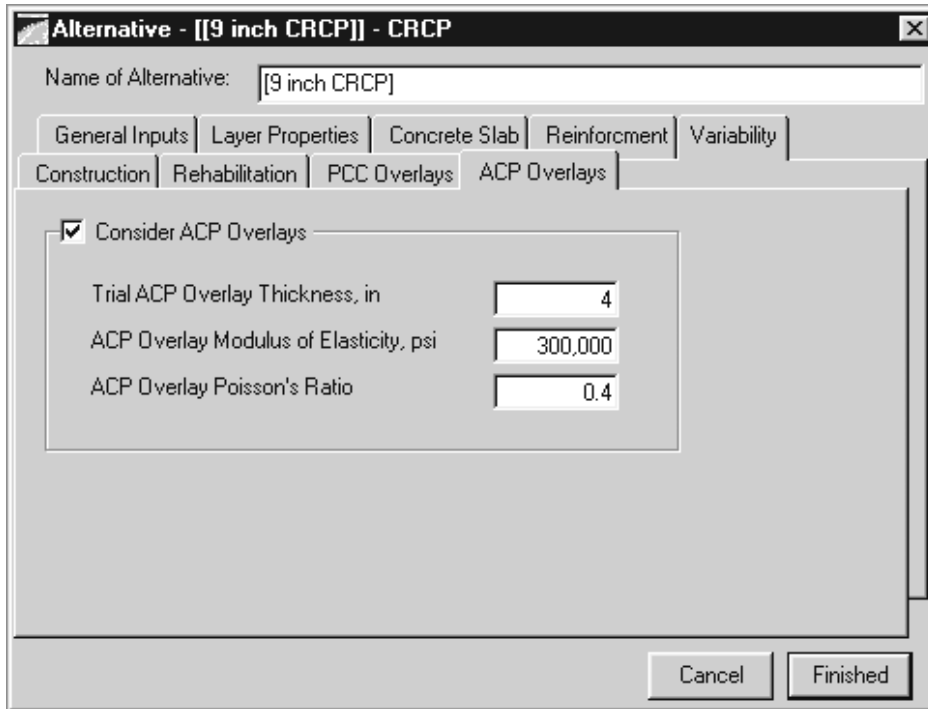 Alternative - [[9 inch CRCP]] - CRCP
Name of Alternative: [9 inch CRCP]
General Inputs Layer Properties Concrete Slab Reinforcment Variability
Construction Rehabilitation PCC Overlays ACP Overlays
Consider ACP Overlays
Trial ACP Overlay Thickness, in 4
ACP Overlay Modulus of Elasticity, psi 300,000
ACP Overlay Poisson's Ratio 0.4
Cancel Finished